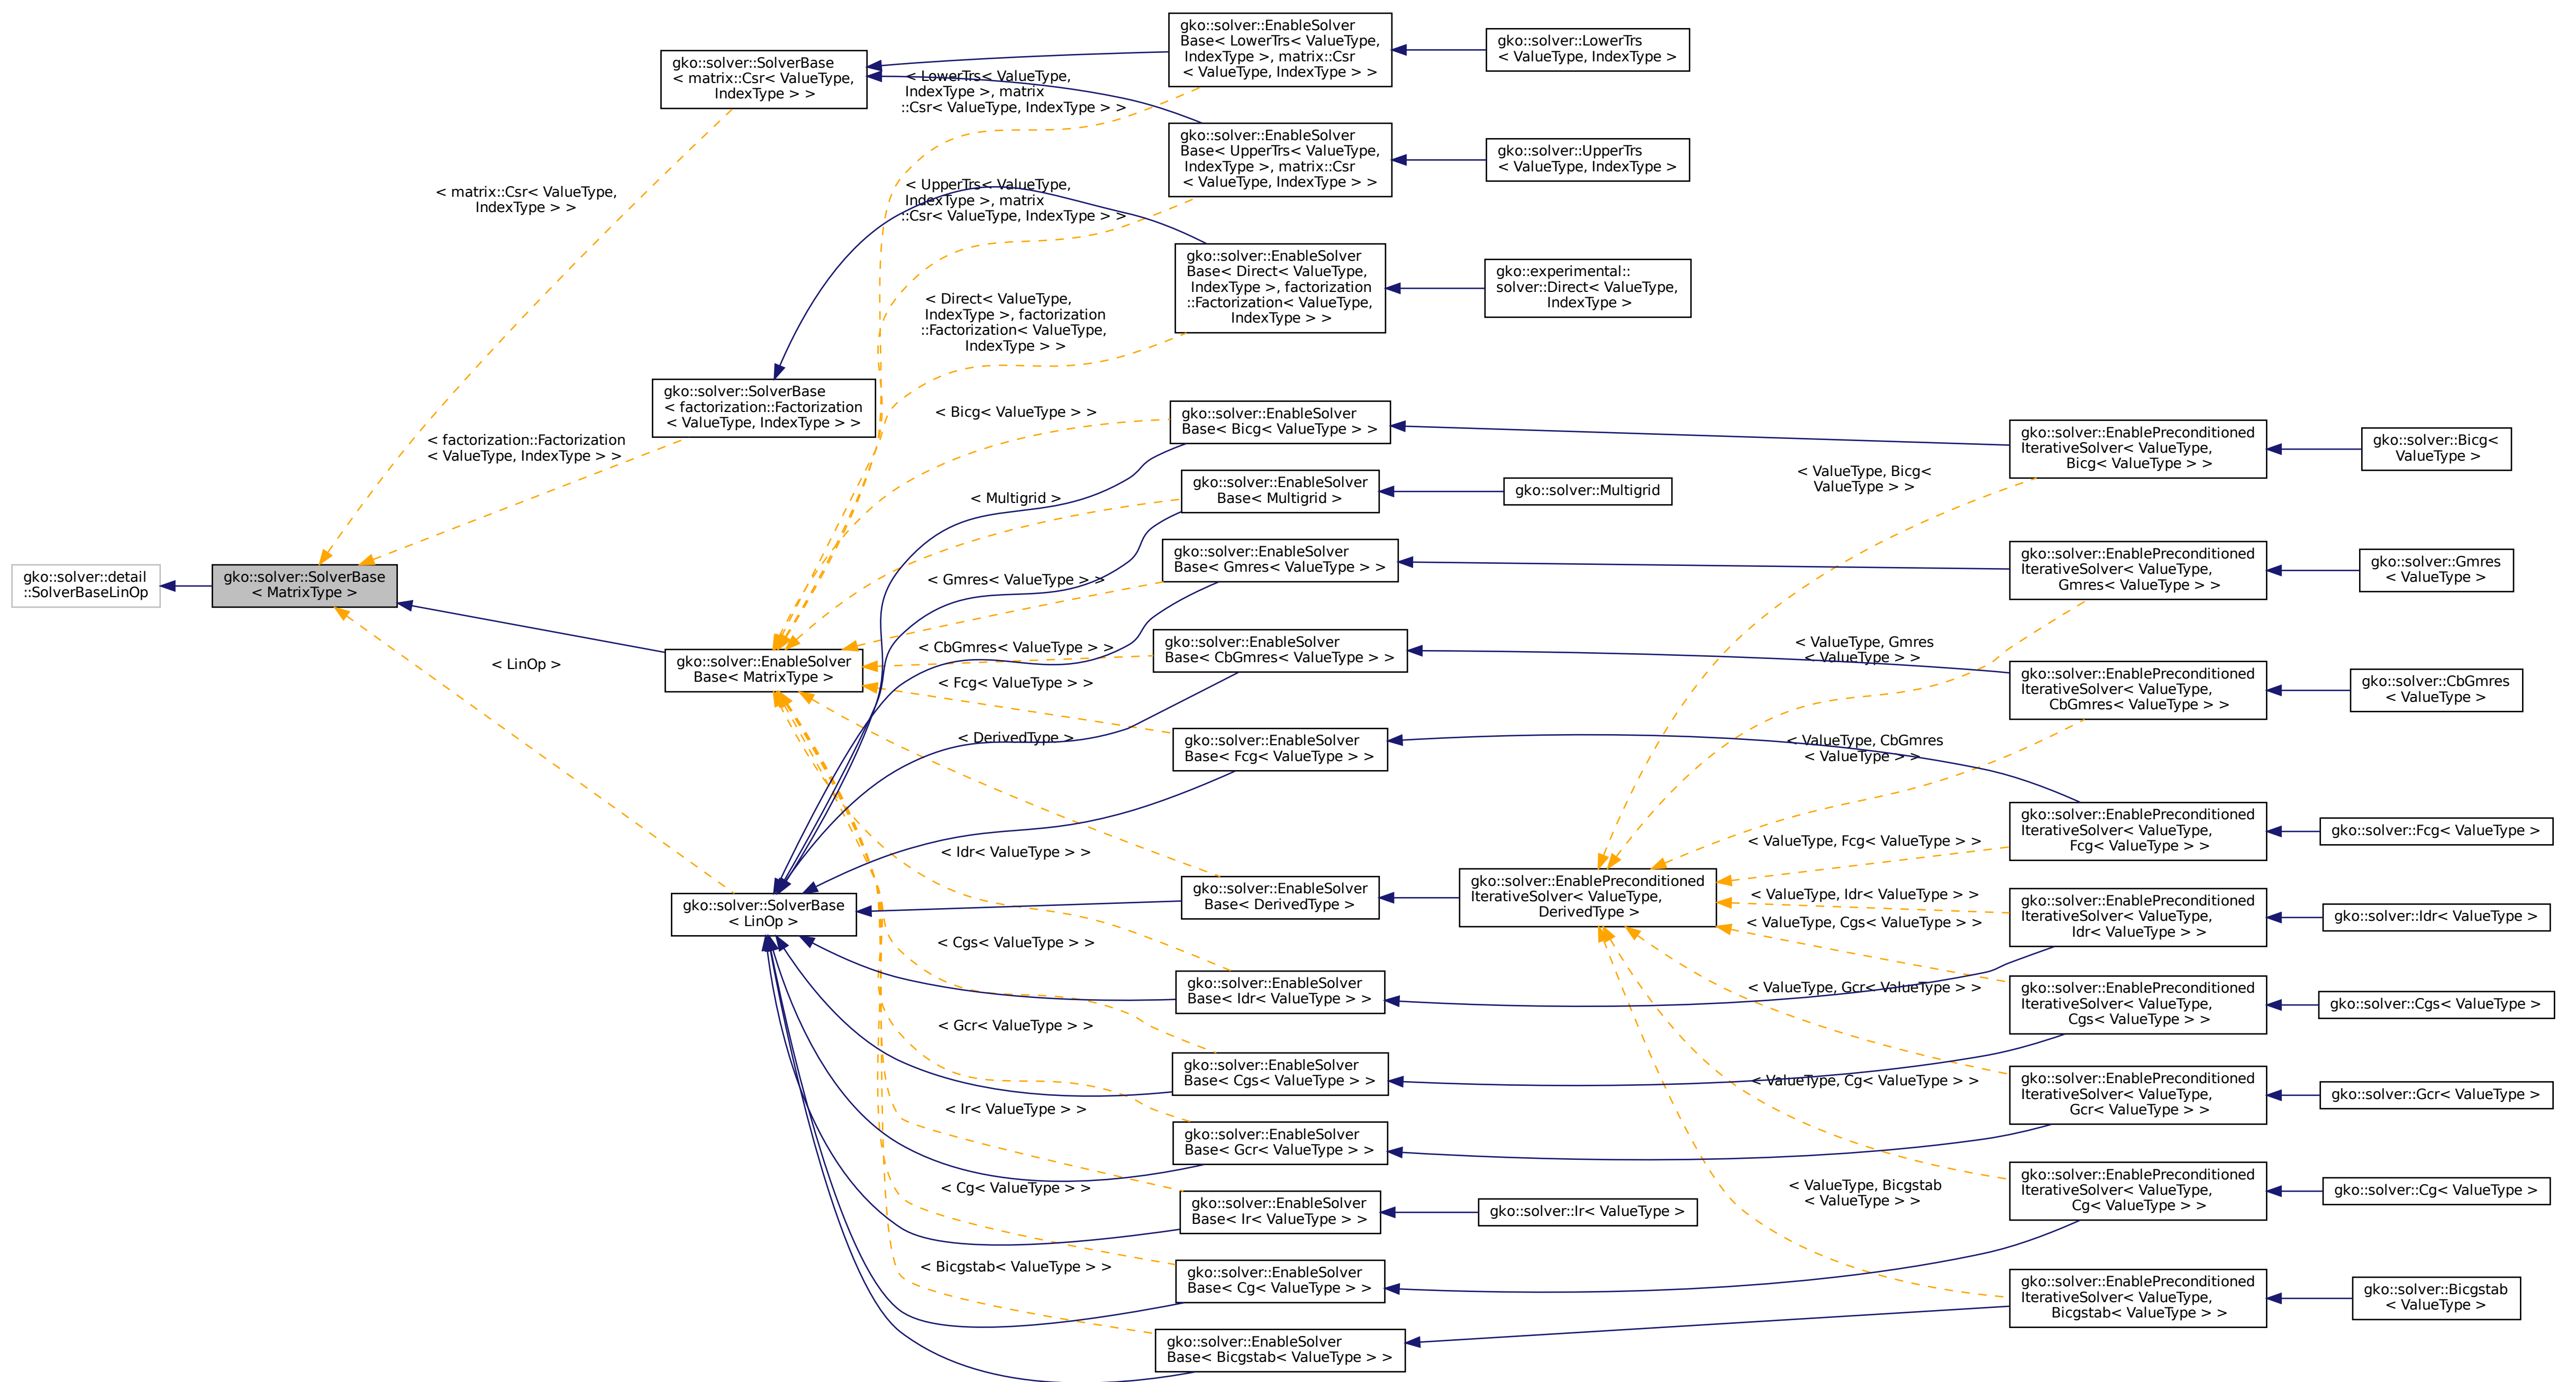 gko::solver::detail
::SolverBaseLinOp
gko::solver::SolverBase
< MatrixType >
< matrix::Csr< ValueType,
IndexType > >
< factorization::Factorization
< ValueType, IndexType > >
< LinOp >
gko::solver::SolverBase
< matrix::Csr< ValueType,
IndexType > >
gko::solver::SolverBase
< factorization::Factorization
< ValueType, IndexType > >
gko::solver::EnableSolver
Base< MatrixType >
gko::solver::SolverBase
< LinOp >
< LowerTrs< ValueType,
IndexType >, matrix
::Csr< ValueType, IndexType > >
< UpperTrs< ValueType,
IndexType >, matrix
::Csr< ValueType, IndexType > >
< Direct< ValueType,
IndexType >, factorization
::Factorization< ValueType,
IndexType > >
< Bicg< ValueType > >
< Multigrid >
< Gmres< ValueType > >
< CbGmres< ValueType > >
< Fcg< ValueType > >
< DerivedType >
< Idr< ValueType > >
< Cgs< ValueType > >
< Gcr< ValueType > >
< Ir< ValueType > >
< Cg< ValueType > >
< Bicgstab< ValueType > >
gko::solver::EnableSolver
Base< LowerTrs< ValueType,
IndexType >, matrix::Csr
< ValueType, IndexType > >
gko::solver::EnableSolver
Base< UpperTrs< ValueType,
IndexType >, matrix::Csr
< ValueType, IndexType > >
gko::solver::EnableSolver
Base< Direct< ValueType,
IndexType >, factorization
::Factorization< ValueType,
IndexType > >
gko::solver::EnableSolver
Base< Bicg< ValueType > >
gko::solver::EnableSolver
Base< Multigrid >
gko::solver::EnableSolver
Base< Gmres< ValueType > >
gko::solver::EnableSolver
Base< CbGmres< ValueType > >
gko::solver::EnableSolver
Base< Fcg< ValueType > >
gko::solver::EnableSolver
Base< DerivedType >
gko::solver::EnableSolver
Base< Idr< ValueType > >
gko::solver::EnableSolver
Base< Cgs< ValueType > >
gko::solver::EnableSolver
Base< Gcr< ValueType > >
gko::solver::EnableSolver
Base< Ir< ValueType > >
gko::solver::EnableSolver
Base< Cg< ValueType > >
gko::solver::EnableSolver
Base< Bicgstab< ValueType > >
gko::solver::LowerTrs
< ValueType, IndexType >
gko::solver::UpperTrs
< ValueType, IndexType >
gko::experimental::
solver::Direct< ValueType,
IndexType >
gko::solver::Multigrid
gko::solver::EnablePreconditioned
IterativeSolver< ValueType,
DerivedType >
gko::solver::Ir< ValueType >
< ValueType, Bicg<
ValueType > >
< ValueType, Gmres
< ValueType > >
< ValueType, CbGmres
< ValueType > >
< ValueType, Fcg< ValueType > >
< ValueType, Idr< ValueType > >
< ValueType, Cgs< ValueType > >
< ValueType, Gcr< ValueType > >
< ValueType, Cg< ValueType > >
< ValueType, Bicgstab
< ValueType > >
gko::solver::EnablePreconditioned
IterativeSolver< ValueType,
Bicg< ValueType > >
gko::solver::EnablePreconditioned
IterativeSolver< ValueType,
Gmres< ValueType > >
gko::solver::EnablePreconditioned
IterativeSolver< ValueType,
CbGmres< ValueType > >
gko::solver::EnablePreconditioned
IterativeSolver< ValueType,
Fcg< ValueType > >
gko::solver::EnablePreconditioned
IterativeSolver< ValueType,
Idr< ValueType > >
gko::solver::EnablePreconditioned
IterativeSolver< ValueType,
Cgs< ValueType > >
gko::solver::EnablePreconditioned
IterativeSolver< ValueType,
Gcr< ValueType > >
gko::solver::EnablePreconditioned
IterativeSolver< ValueType,
Cg< ValueType > >
gko::solver::EnablePreconditioned
IterativeSolver< ValueType,
Bicgstab< ValueType > >
gko::solver::Bicg<
ValueType >
gko::solver::Gmres
< ValueType >
gko::solver::CbGmres
< ValueType >
gko::solver::Fcg< ValueType >
gko::solver::Idr< ValueType >
gko::solver::Cgs< ValueType >
gko::solver::Gcr< ValueType >
gko::solver::Cg< ValueType >
gko::solver::Bicgstab
< ValueType >